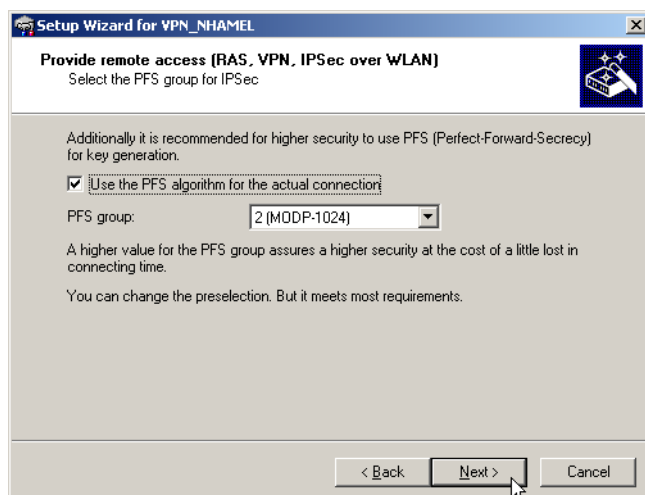 Setup Wizard for VPN_NHAMEL
Provide remote access (RAS, VPN, IPSec over WLAN)
Select the PFS group for IPSec
Additionally it is recommended for higher security to use PFS (Perfect-Forward-Secrecy)
for key generation.
Use the PFS algorithm for the actual connection
PFS group:
2 (MODP-1024)
A higher value for the PFS group assures a higher security at the cost of a little lost in
connecting time.
You can change the preselection. But it meets most requirements.
< Back
Next >
Cancel